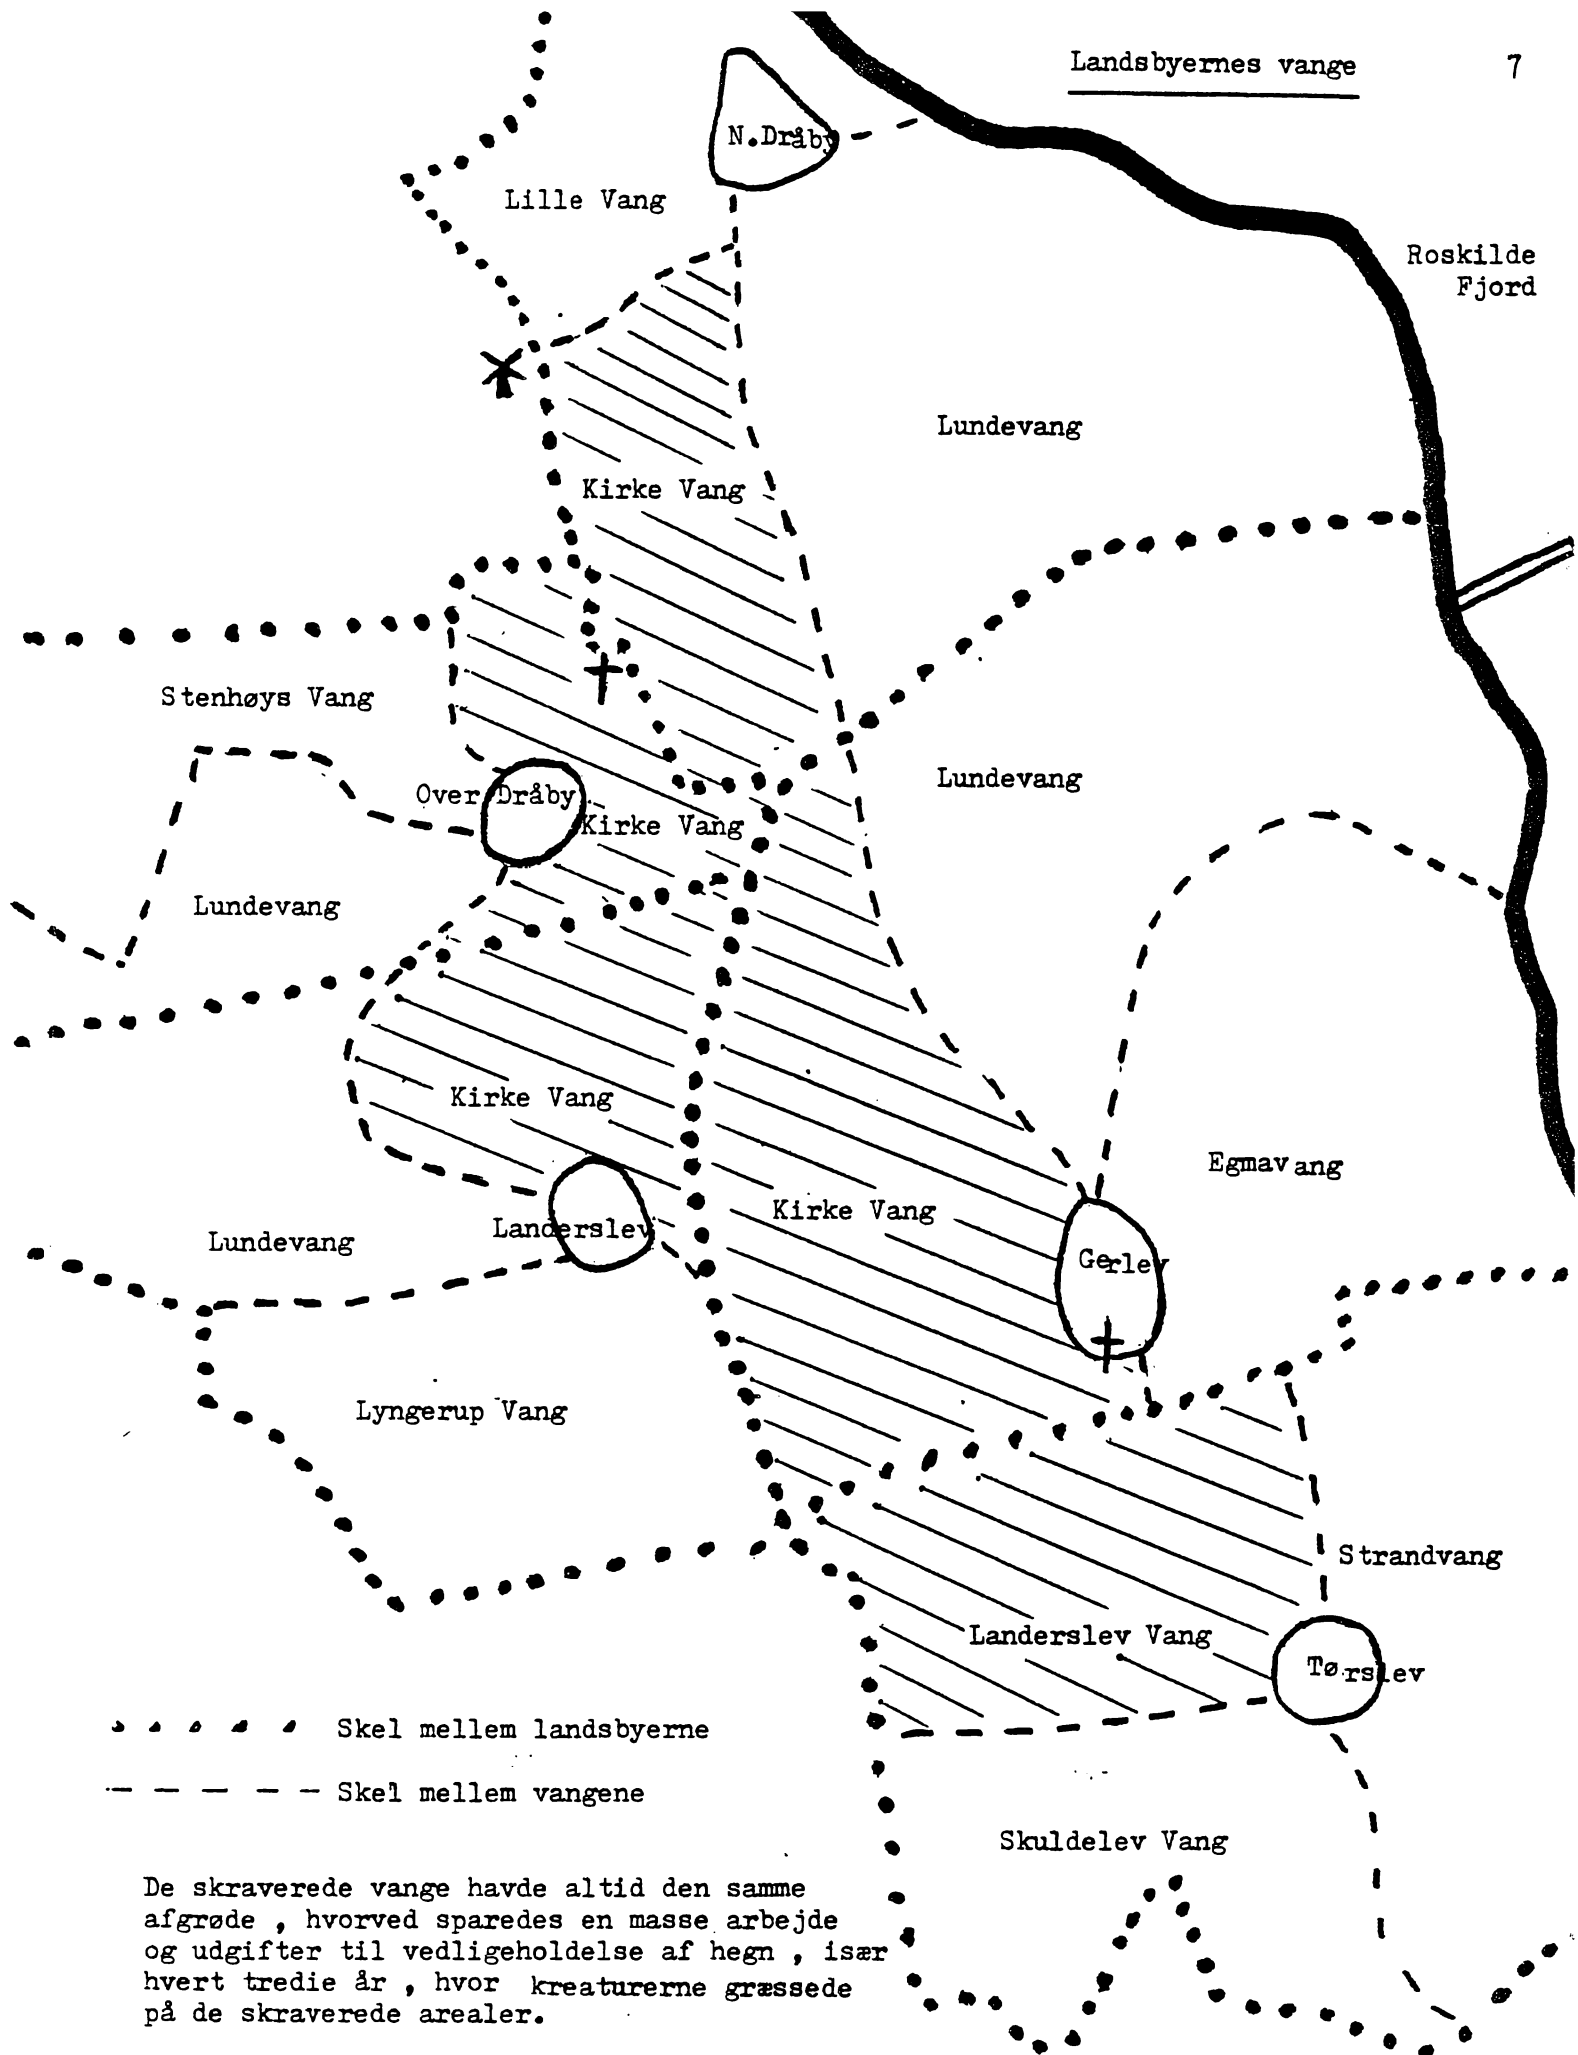 Landsbyernes vange
7
N.Dråby
Lille Vang
Roskilde
Fjord
Lundevang
Kirke Vang
Stenhøys Vang
Lundevang
Over Dråby
Kirke Vang
Lundevang
Kirke Vang
Egmavang
Kirke Vang
Landerslev
Lundevang
Gerlev
Lyngerup Vang
Strandvang
Landerslev Vang
Tørslev
Skel mellem landsbyerne
Skel mellem vangene
Skuldelev Vang
De skraverede vange havde altid den samme
afgrøde , hvorved sparedes en masse arbejde
og udgifter til vedligeholdelse af hegn , især
hvert tredie år , hvor kreaturerne græssede
på de skraverede arealer.